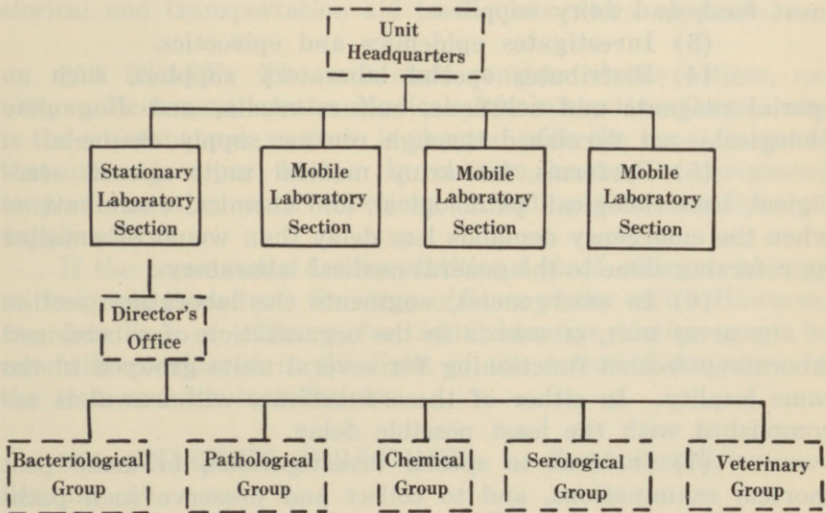 Unit
Headquarters
Stationary
Laboratory
Section
Mobile
Laboratory
Section
Mobile
Laboratory
Section
Mobile
Laboratory
Section
Director's
Office
Bacteriological
Group
Pathological
Group
Chemical
Group
Serological
Group
Veterinary
Group